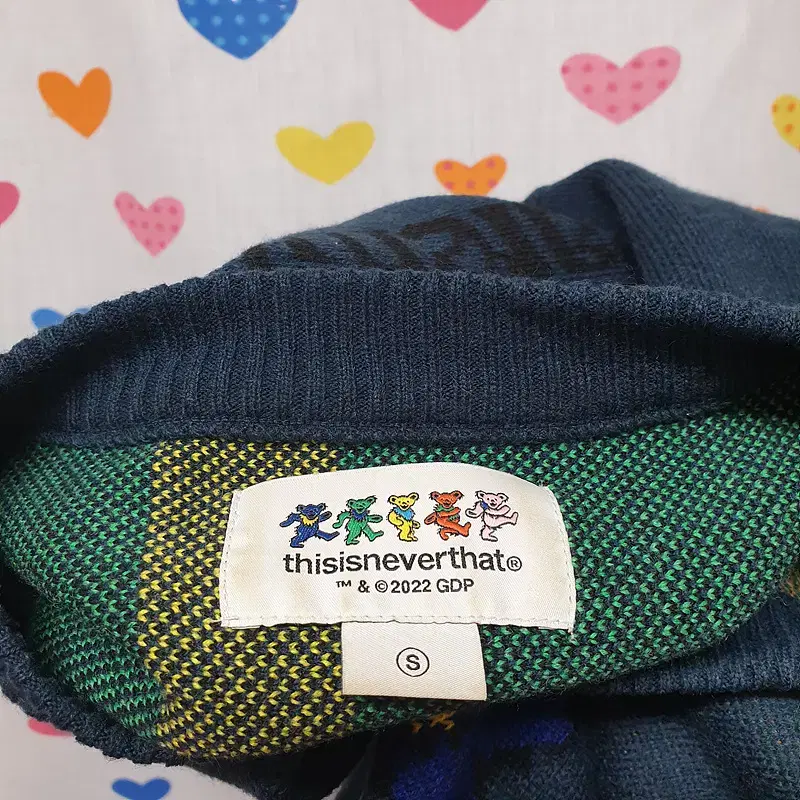 thisisneverthat®
™ & ©2022 GDP
S